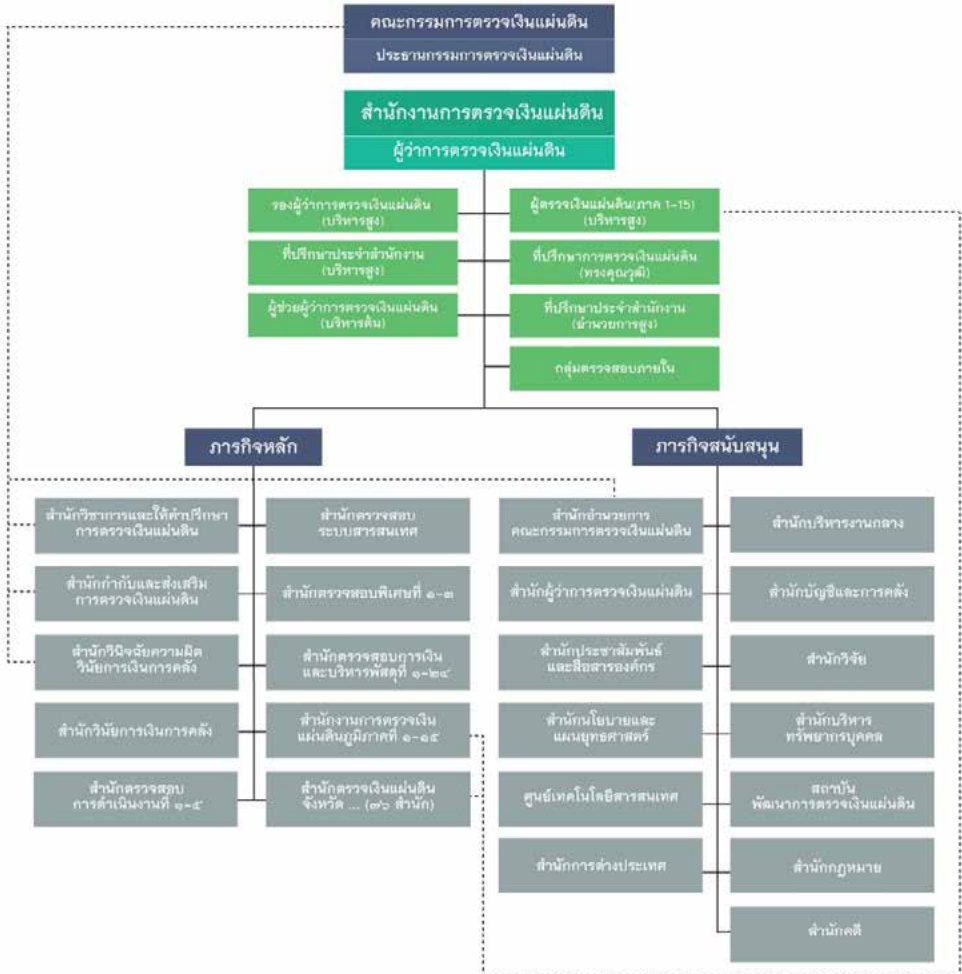 คณะกรรมการตรวจเงินแผ่นดิน
ประธานกรรมการตรวจเงินแผ่นดิน
สำนักงานการตรวจเงินแผ่นดิน
ผู้ว่าการตรวจเงินแผ่นดิน
รองผู้ว่าการตรวจเงินแผ่นดิน
(บริหารสูง)
ผู้ตรวจเงินแผ่นดิน(ภาค 1-15)
(บริหารสูง)
ที่ปรึกษาประจำสำนักงาน
(บริหารสูง)
ที่ปรึกษาการตรวจเงินแผ่นดิน
(ทรงคุณวุฒิ)
ผู้ช่วยผู้ว่าการตรวจเงินแผ่นดิน
(บริหารต้น)
ที่ปรึกษาประจำสำนักงาน
(อำนวยการสูง)
กลุ่มตรวจสอบภายใน
ภารกิจหลัก
สำนักวิชาการและให้คำปรึกษา
การตรวจเงินแผ่นดิน
สำนักตรวจสอบ
ระบบสารสนเทศ
สำนักกำกับและส่งเสริม
การตรวจเงินแผ่นดิน
สำนักตรวจสอบพิเศษที่ ๑-๓
สำนักวินิจฉัยความผิด
วินัยการเงินการคลัง
สำนักตรวจสอบการเงิน
และบริหารพัสดุที่ ๑-๒๔
สำนักวินัยการเงินการคลัง
สำนักงานการตรวจเงิน
แผ่นดินภูมิภาคที่ ๑-๑๕
สำนักตรวจสอบ
การดำเนินงานที่ ๑-๕
สำนักตรวจเงินแผ่นดิน
จังหวัด ... (๗๖ สำนัก)
ภารกิจสนับสนุน
สำนักอำนวยการ
คณะกรรมการตรวจเงินแผ่นดิน
สำนักบริหารงานกลาง
สำนักผู้ว่าการตรวจเงินแผ่นดิน
สำนักบัญชีและการคลัง
สำนักประชาสัมพันธ์
และสื่อสารองค์กร
สำนักวิจัย
สำนักนโยบายและ
แผนยุทธศาสตร์
สำนักบริหาร
ทรัพยากรบุคคล
ศูนย์เทคโนโลยีสารสนเทศ
สถาบัน
พัฒนาการตรวจเงินแผ่นดิน
สำนักการต่างประเทศ
สำนักกฎหมาย
สำนักคดี